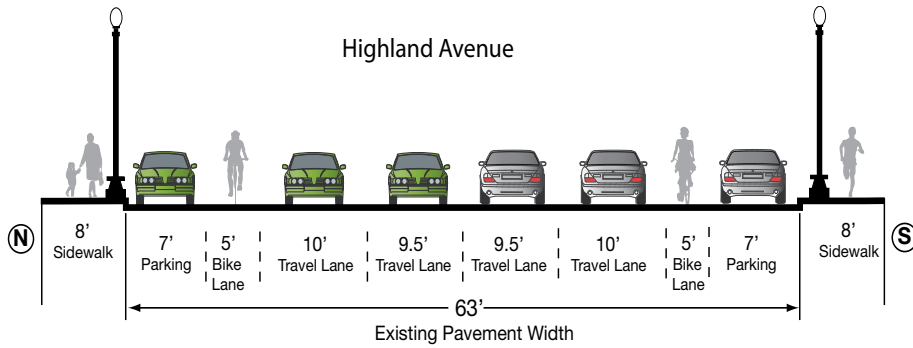 Highland Avenue
N
8’
Sidewalk
7’
Parking
5’
Bike
Lane
10’
Travel Lane
9.5’
Travel Lane
9.5’
Travel Lane
10’
Travel Lane
5’
Bike
Lane
7’
Parking
8’
Sidewalk
S
63’
Existing Pavement Width